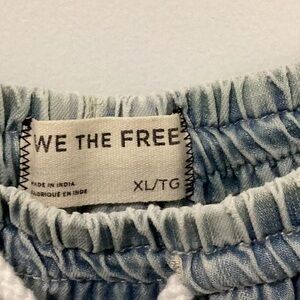 WE THE FREE
MADE IN INDIA
FABRIQUÉ EN INDE
XL/TG